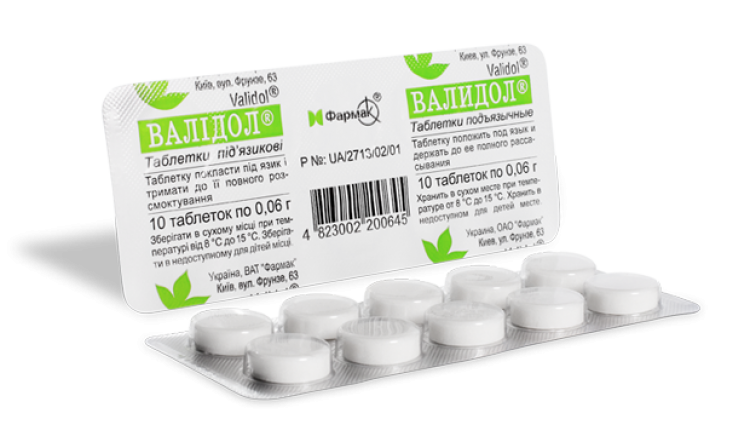 Київ, вул. Фрунзе, 63
Validol®
ВАЛІДОЛ®
Таблетки під'язикові
Таблетку покласти під язик і
тримати до її повного роз-
смоктування
10 таблеток по 0,06 г
Зберігати в сухому місці при тем-
пературі від 8 °C до 15 °C. Зберіга-
ти в недоступному для дітей місці.
Україна, ВАТ "Фармак"
Київ, вул. Фрунзе, 63
Фармак®
Р №: UA/2713/02/01
4 823002 200645
Киев, ул. Фрунзе, 63
Validol®
ВАЛИДОЛ®
Таблетки подъязычные
Таблетку положить под язык и
держать до ее полного расса-
сывания
10 таблеток по 0,06 г
Хранить в сухом месте при темпе-
ратуре от 8 °C до 15 °C. Хранить в
недоступном для детей месте.
Украина, ОАО "Фармак"
Киев, ул. Фрунзе, 63